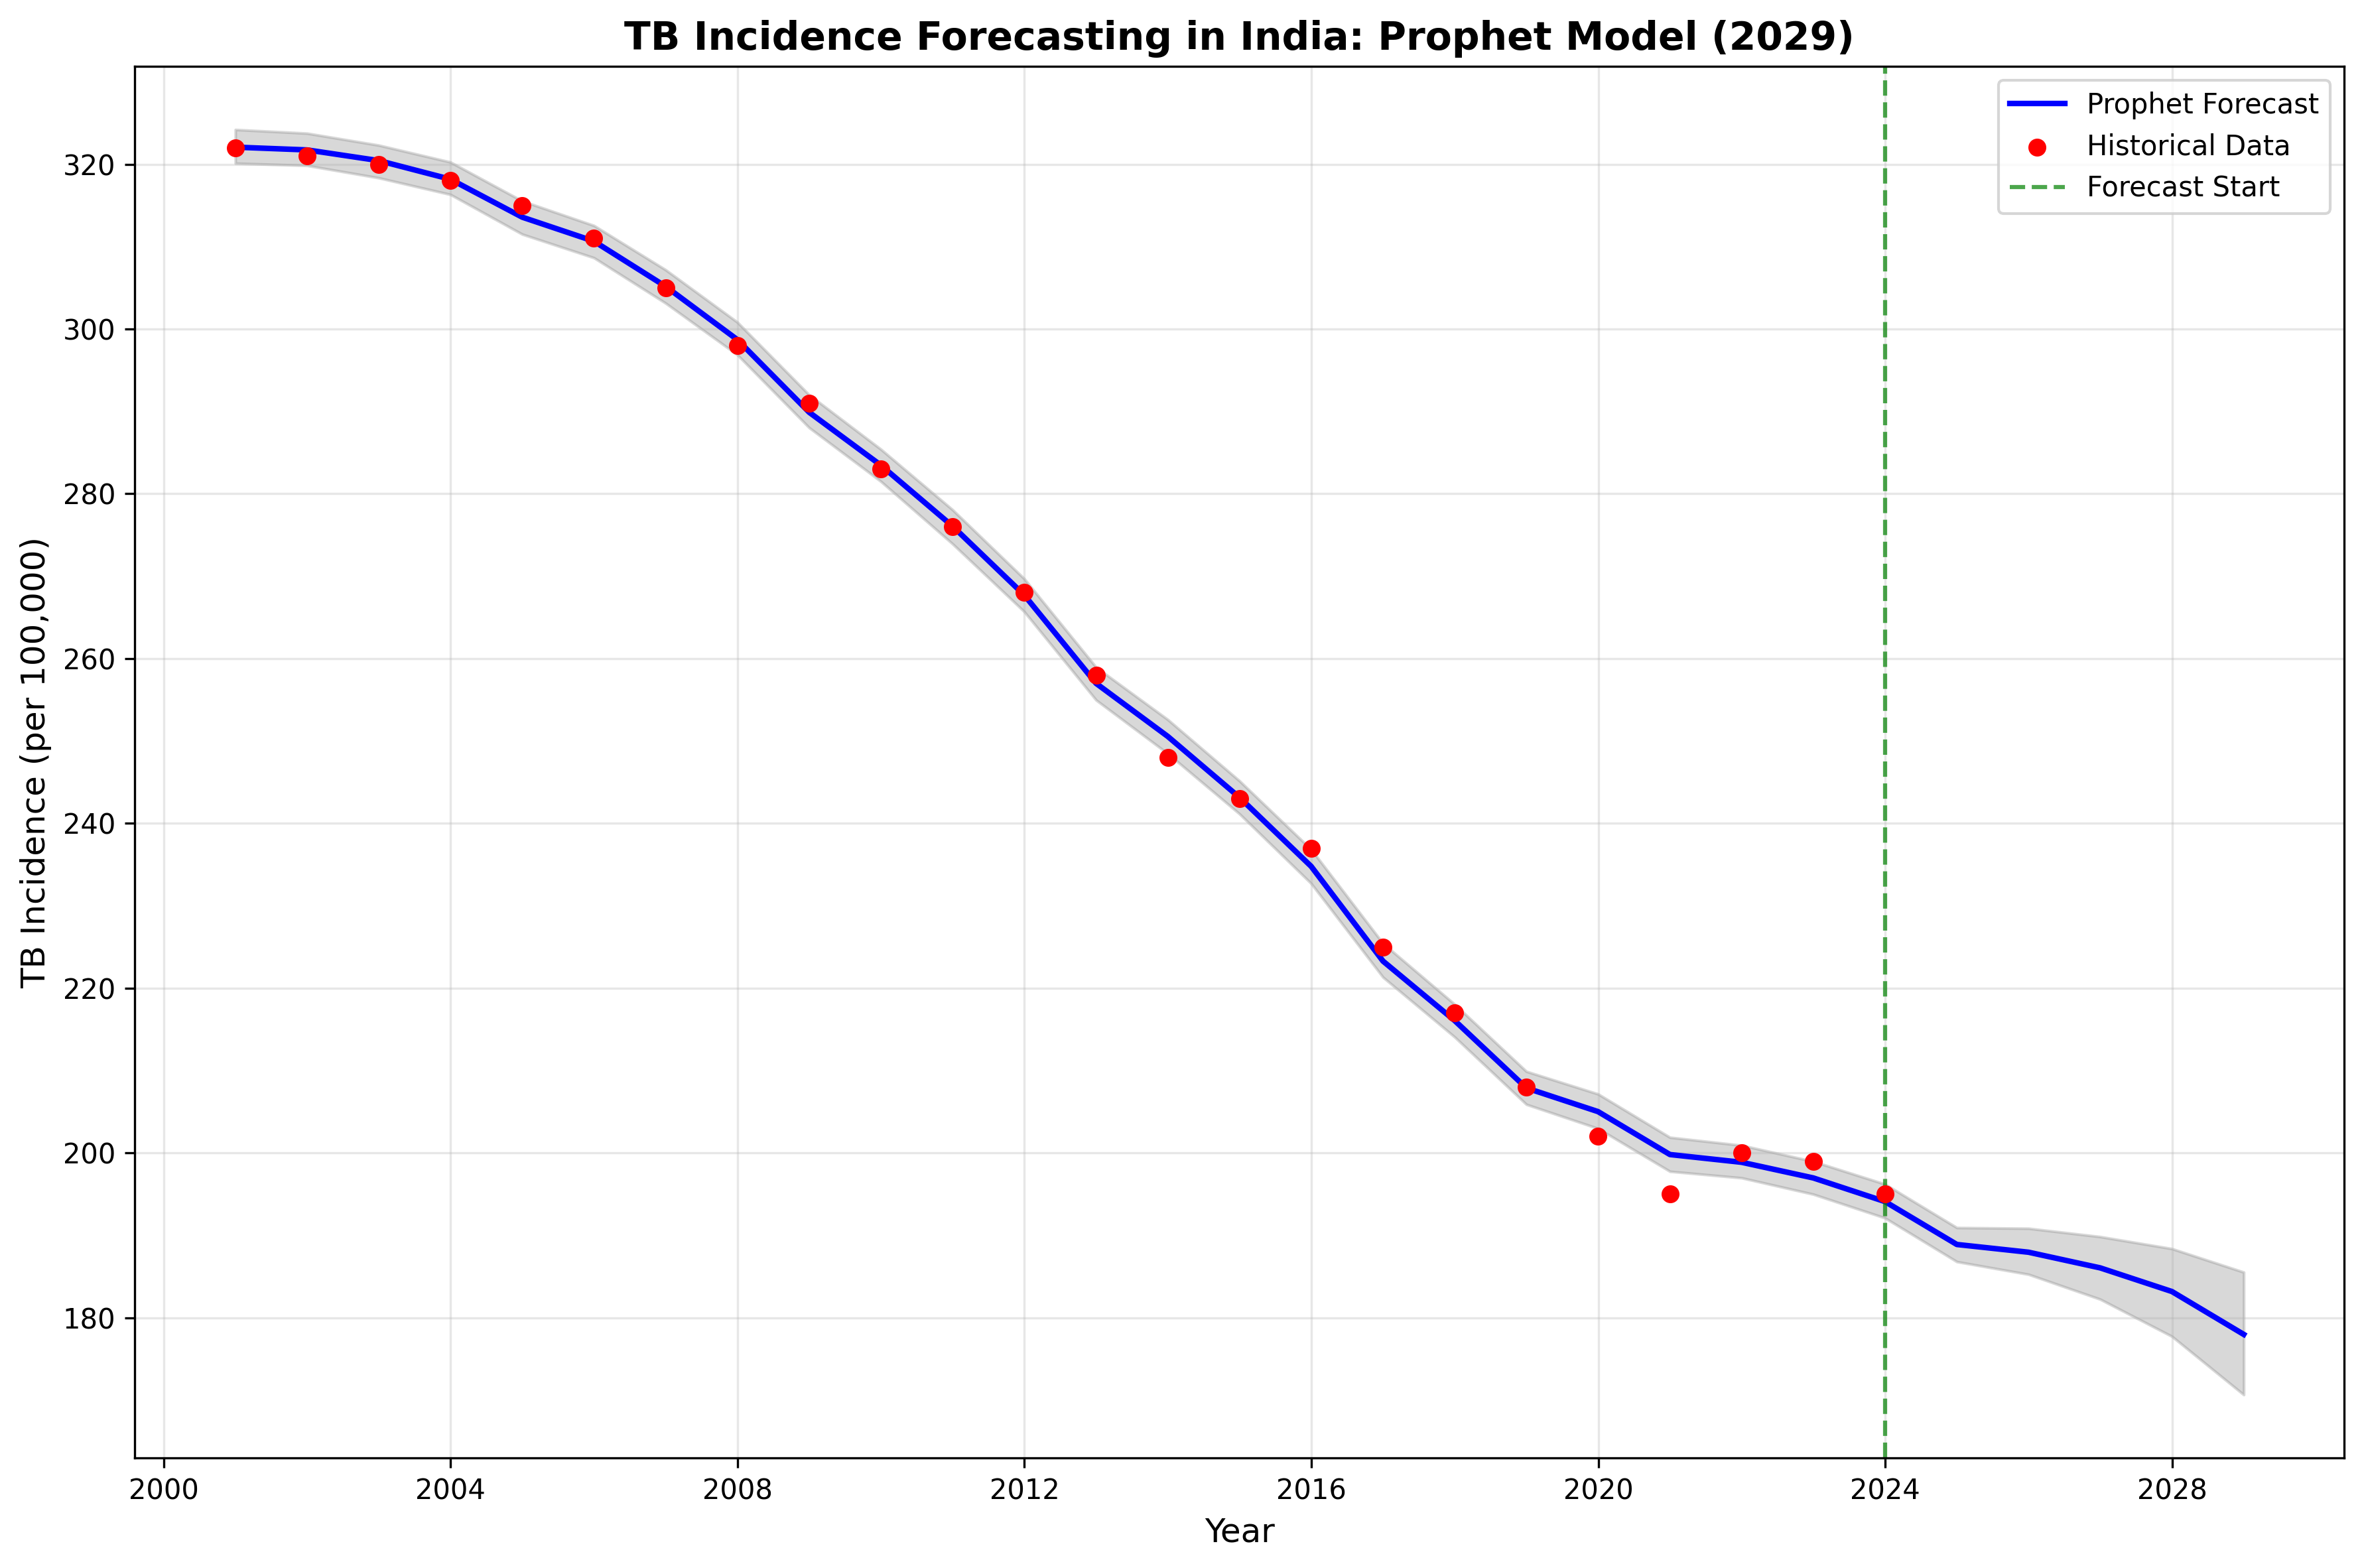 TB Incidence Forecasting in India: Prophet Model (2029)
Prophet Forecast
Historical Data
Forecast Start
TB Incidence (per 100,000)
320
300
280
260
240
220
200
180
2000 2004 2008 2012 2016 2020 2024 2028
Year